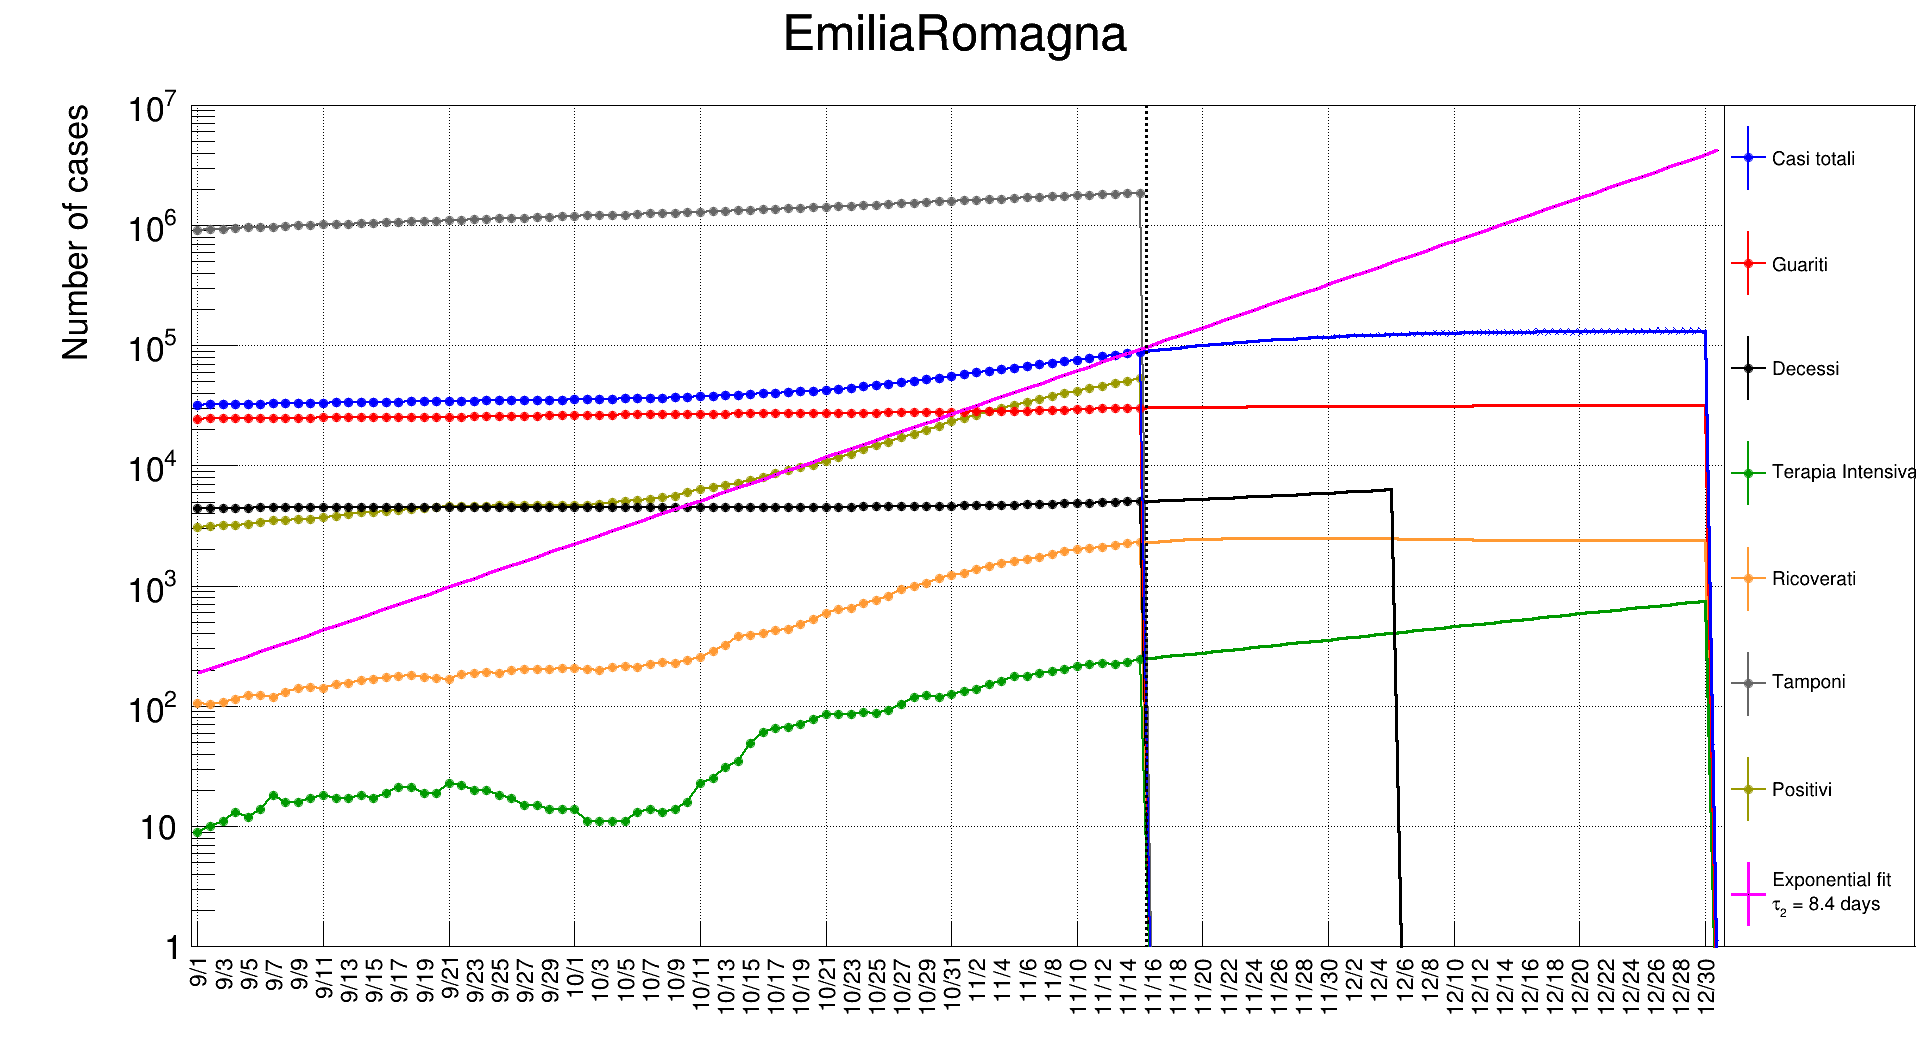 EmiliaRomagna
Number of cases
10^7
10^6
10^5
10^4
10^3
10^2
10
1
9/1 9/3 9/5 9/7 9/9 9/11 9/13 9/15 9/17 9/19 9/21 9/23 9/25 9/27 9/29 10/1 10/3 10/5 10/7 10/9 10/11 10/13 10/15 10/17 10/19 10/21 10/23 10/25 10/27 10/29 10/31 11/2 11/4 11/6 11/8 11/10 11/12 11/14 11/16 11/18 11/20 11/22 11/24 11/26 11/28 11/30 12/2 12/4 12/6 12/8 12/10 12/12 12/14 12/16 12/18 12/20 12/22 12/24 12/26 12/28 12/30
Casi totali
Guariti
Decessi
Terapia Intensiva
Ricoverati
Tamponi
Positivi
Exponential fit
τ₂ = 8.4 days